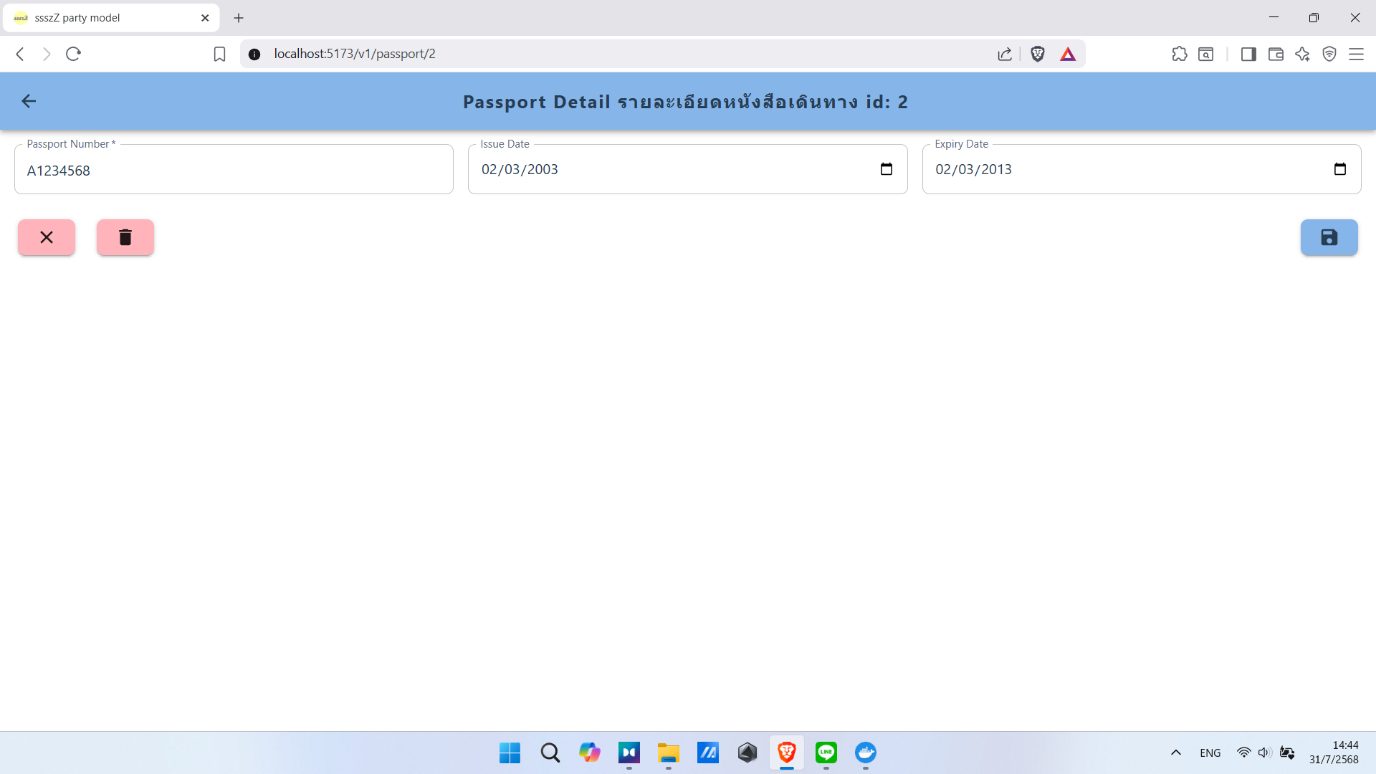 ssszZ party model
localhost:5173/v1/passport/2
Passport Detail รายละเอียดหนังสือเดินทาง id: 2
Passport Number *
A1234568
Issue Date
02/03/2003
Expiry Date
02/03/2013
LINE
ENG
14:44
31/7/2568